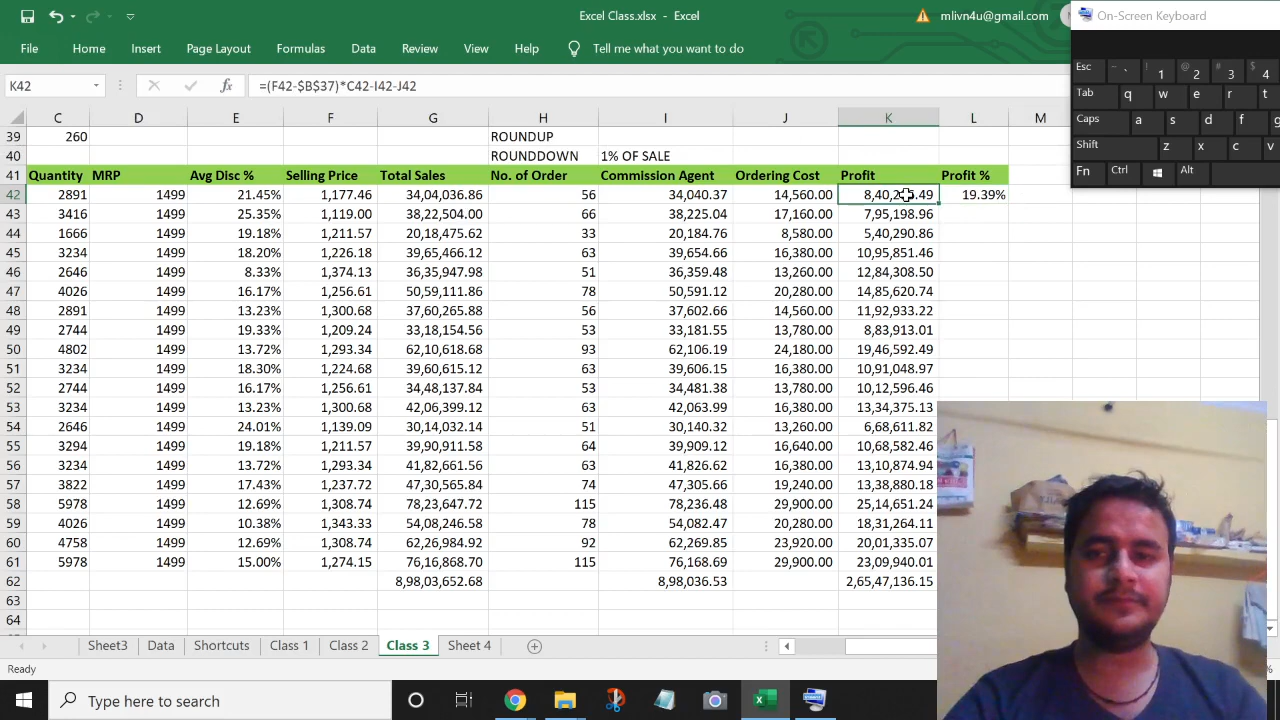 Excel Class.xlsx - Excel
mlivn4u@gmail.com
On-Screen Keyboard
File Home Insert Page Layout Formulas Data Review View Help Tell me what you want to do
K42 fx =(F42-$B$37)*C42-I42-J42
Esc ~ ` ! 1 @ 2 # 3 $ 4
Tab q w e r t
Caps a s d f g
Shift z x c v
Fn Ctrl Alt
C D E F G H I J K L M
39 260 ROUNDUP
40 ROUNDDOWN 1% OF SALE
41 Quantity MRP Avg Disc % Selling Price Total Sales No. of Order Commission Agent Ordering Cost Profit Profit %
42 2891 1499 21.45% 1,177.46 34,04,036.86 56 34,040.37 14,560.00 19.39%
43 3416 1499 25.35% 1,119.00 38,22,504.00 66 38,225.04 17,160.00 7,95,198.96
44 1666 1499 19.18% 1,211.57 20,18,475.62 33 20,184.76 8,580.00 5,40,290.86
45 3234 1499 18.20% 1,226.18 39,65,466.12 63 39,654.66 16,380.00 10,95,851.46
46 2646 1499 8.33% 1,374.13 36,35,947.98 51 36,359.48 13,260.00 12,84,308.50
47 4026 1499 16.17% 1,256.61 50,59,111.86 78 50,591.12 20,280.00 14,85,620.74
48 2891 1499 13.23% 1,300.68 37,60,265.88 56 37,602.66 14,560.00 11,92,933.22
49 2744 1499 19.33% 1,209.24 33,18,154.56 53 33,181.55 13,780.00 8,83,913.01
50 4802 1499 13.72% 1,293.34 62,10,618.68 93 62,106.19 24,180.00 19,46,592.49
51 3234 1499 18.30% 1,224.68 39,60,615.12 63 39,606.15 16,380.00 10,91,048.97
52 2744 1499 16.17% 1,256.61 34,48,137.84 53 34,481.38 13,780.00 10,12,596.46
53 3234 1499 13.23% 1,300.68 42,06,399.12 63 42,063.99 16,380.00 13,34,375.13
54 2646 1499 24.01% 1,139.09 30,14,032.14 51 30,140.32 13,260.00 6,68,611.82
55 3294 1499 19.18% 1,211.57 39,90,911.58 64 39,909.12 16,640.00 10,68,582.46
56 3234 1499 13.72% 1,293.34 41,82,661.56 63 41,826.62 16,380.00 13,10,874.94
57 3822 1499 17.43% 1,237.72 47,30,565.84 74 47,305.66 19,240.00 13,38,880.18
58 5978 1499 12.69% 1,308.74 78,23,647.72 115 78,236.48 29,900.00 25,14,651.24
59 4026 1499 10.38% 1,343.33 54,08,246.58 78 54,082.47 20,280.00 18,31,264.11
60 4758 1499 12.69% 1,308.74 62,26,984.92 92 62,269.85 23,920.00 20,01,335.07
61 5978 1499 15.00% 1,274.15 76,16,868.70 115 76,168.69 29,900.00 23,09,940.01
62 8,98,03,652.68 8,98,036.53 2,65,47,136.15
63
64
Sheet3 Data Shortcuts Class 1 Class 2 Class 3 Sheet 4
Ready
Type here to search